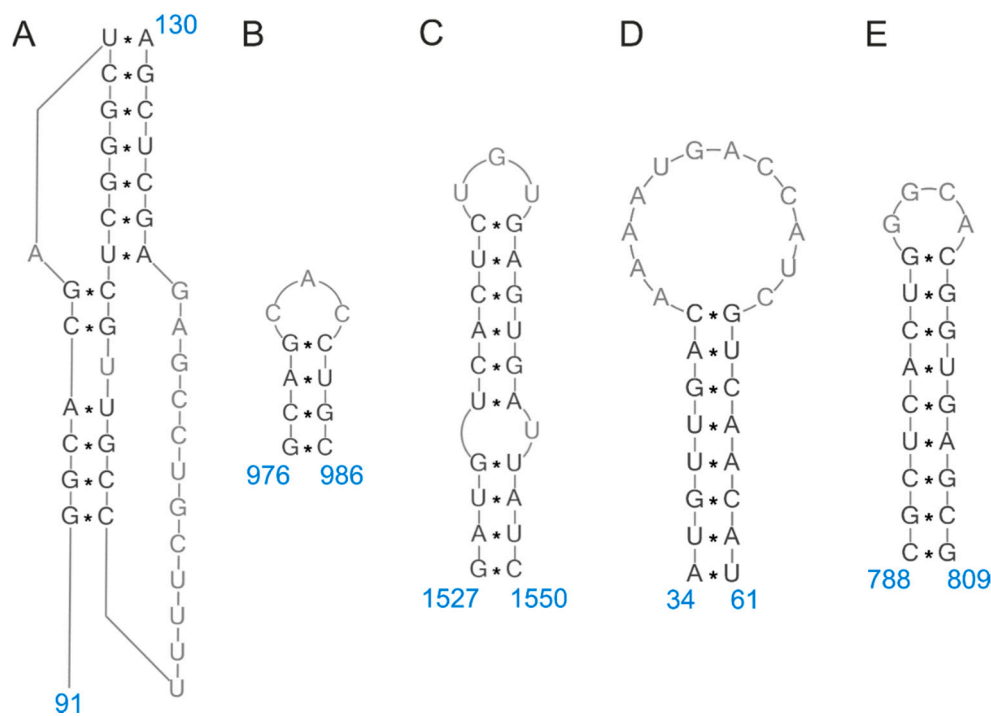 A
130
U * A
C * G
G * C
G * U
G * C
C * G
U * A
A
G * C G
C * G A
U G
A * U C
C * G C
G * C U
G * C G
C
U
U
U
U
91
B
A
C C
G * C
A * U
C * G
G * C
976 986
C
G
U U
C * G
U * A
C * G
A * U
C * G
U * A
U
G * U
U * A
A * U
G * C
1527 1550
D
G A
U C
A C
A A
A U
A C
C * G
A * U
G * C
U * A
U * A
G * C
U * A
A * U
34 61
E
G C
G A
G * C
U * G
C * G
A * U
C * G
U * A
C * G
G * C
C * G
788 809